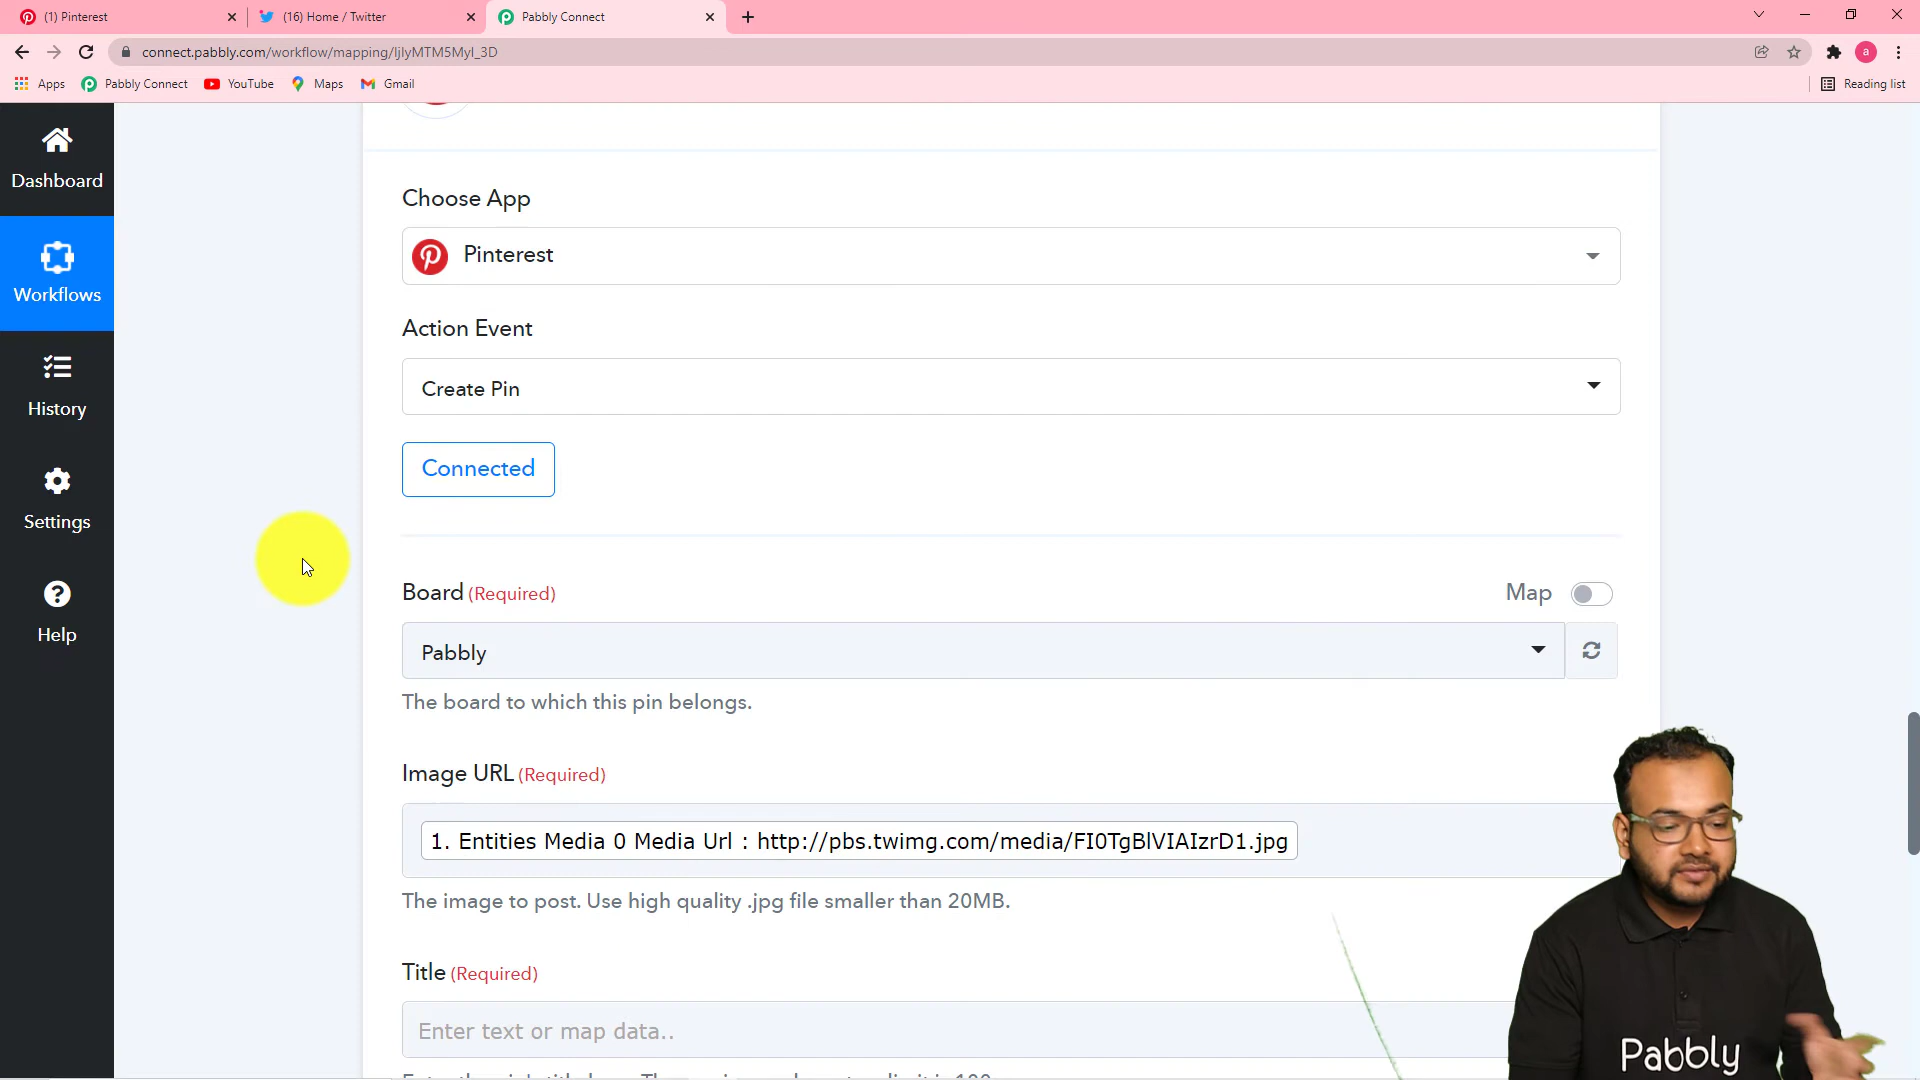 (1) Pinterest
(16) Home / Twitter
Pabbly Connect
connect.pabbly.com/workflow/mapping/IjIyMTM5MyI_3D
a
Apps
Pabbly Connect
YouTube
Maps
Gmail
Reading list
Dashboard
Workflows
History
Settings
Help
Choose App
Pinterest
Action Event
Create Pin
Connected
Board (Required)
Map
Pabbly
The board to which this pin belongs.
Image URL (Required)
1. Entities Media 0 Media Url : http://pbs.twimg.com/media/FI0TgBlVIAIzrD1.jpg
The image to post. Use high quality .jpg file smaller than 20MB.
Title (Required)
Enter text or map data..
Pabbly